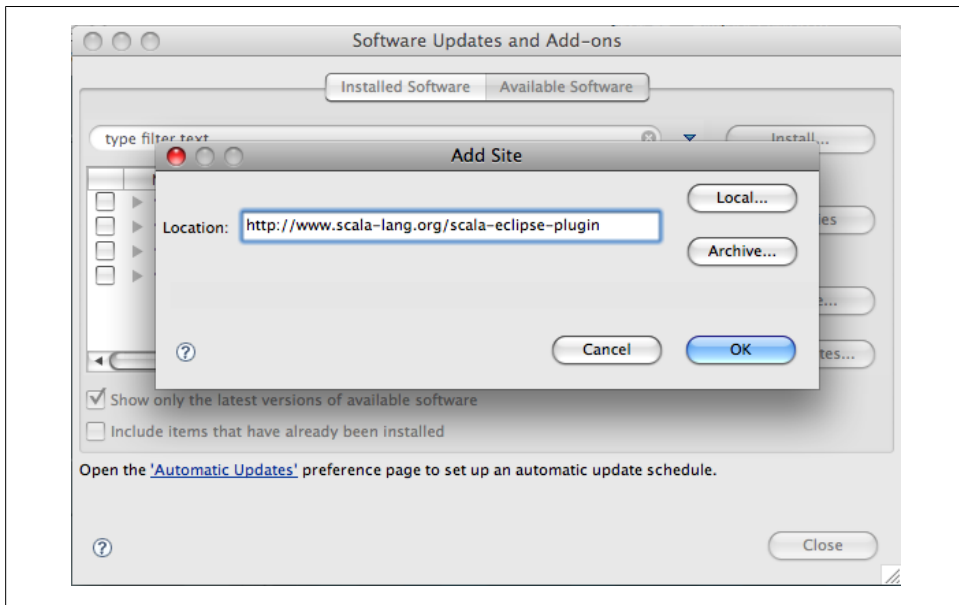 Software Updates and Add-ons
Installed Software Available Software
type filter text
Install...
Add Site
Local...
Location: http://www.scala-lang.org/scala-eclipse-plugin
Archive...
Cancel OK
Show only the latest versions of available software
Include items that have already been installed
Open the 'Automatic Updates' preference page to set up an automatic update schedule.
Close